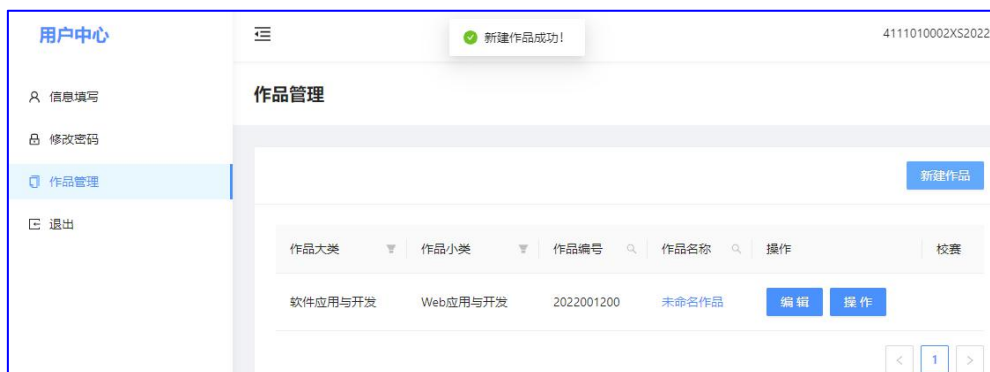 用户中心
新建作品成功!
4111010002XS2022
信息填写
作品管理
修改密码
作品管理
新建作品
退出
作品大类 作品小类 作品编号 作品名称 操作 校赛
软件应用与开发 Web应用与开发 2022001200 未命名作品 编辑 操作
< 1 >